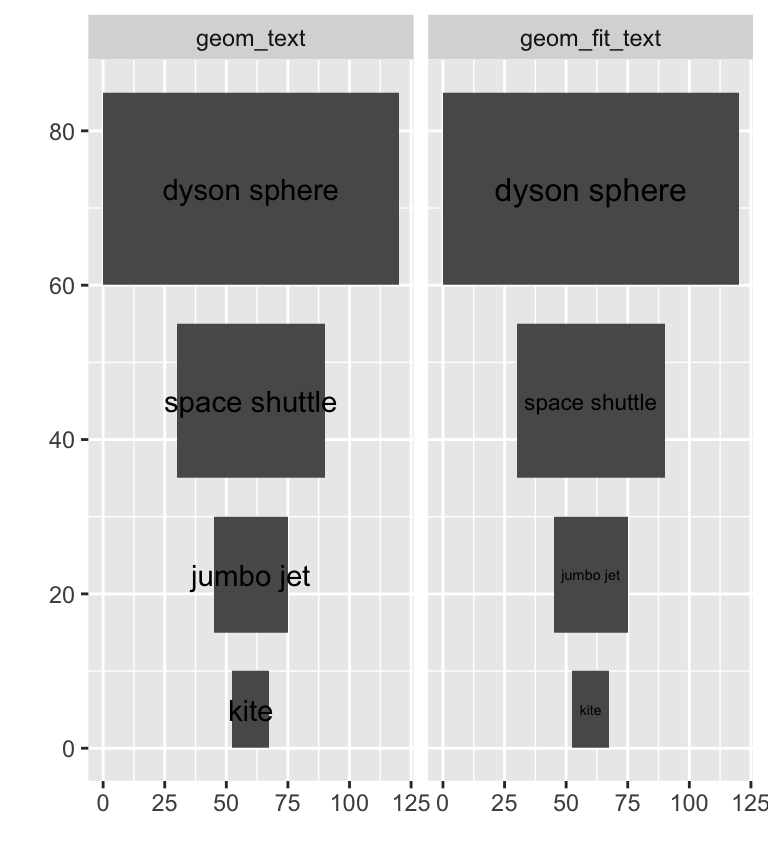 geom_text
geom_fit_text
80
dyson sphere
dyson sphere
60
space shuttle
space shuttle
40
jumbo jet
jumbo jet
20
kite
kite
0
0 25 50 75 100 125 0 25 50 75 100 125